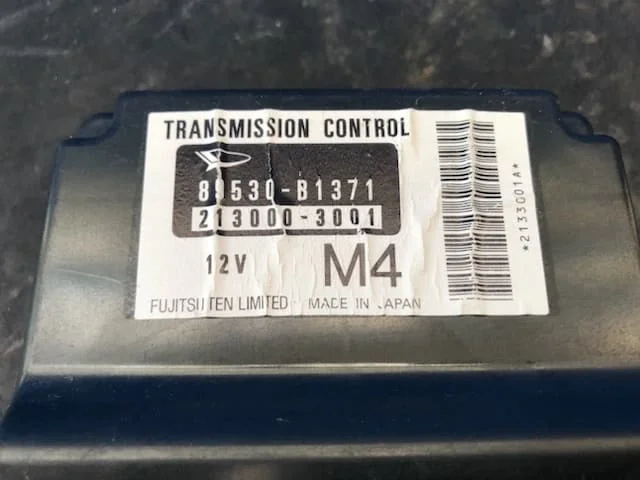 TRANSMISSION CONTROL
89530-B1371
213000-3001
12V M4
FUJITSU TEN LIMITED MADE IN JAPAN
*2133001A*